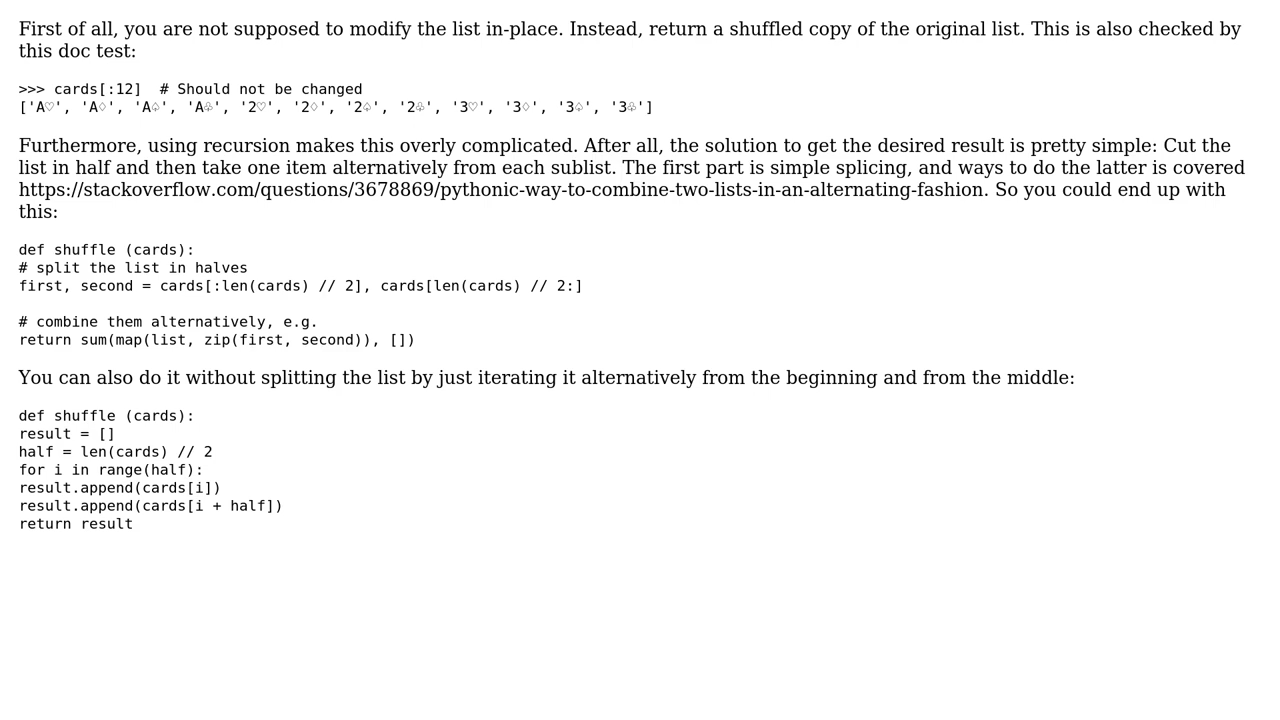 First of all, you are not supposed to modify the list in-place. Instead, return a shuffled copy of the original list. This is also checked by
this doc test:
>>> cards[:12]  # Should not be changed
['A♡', 'A♢', 'A♤', 'A♧', '2♡', '2♢', '2♤', '2♧', '3♡', '3♢', '3♤', '3♧']
Furthermore, using recursion makes this overly complicated. After all, the solution to get the desired result is pretty simple: Cut the
list in half and then take one item alternatively from each sublist. The first part is simple splicing, and ways to do the latter is covered
https://stackoverflow.com/questions/3678869/pythonic-way-to-combine-two-lists-in-an-alternating-fashion. So you could end up with
this:
def shuffle (cards):
# split the list in halves
first, second = cards[:len(cards) // 2], cards[len(cards) // 2:]
# combine them alternatively, e.g.
return sum(map(list, zip(first, second)), [])
You can also do it without splitting the list by just iterating it alternatively from the beginning and from the middle:
def shuffle (cards):
result = []
half = len(cards) // 2
for i in range(half):
result.append(cards[i])
result.append(cards[i + half])
return result